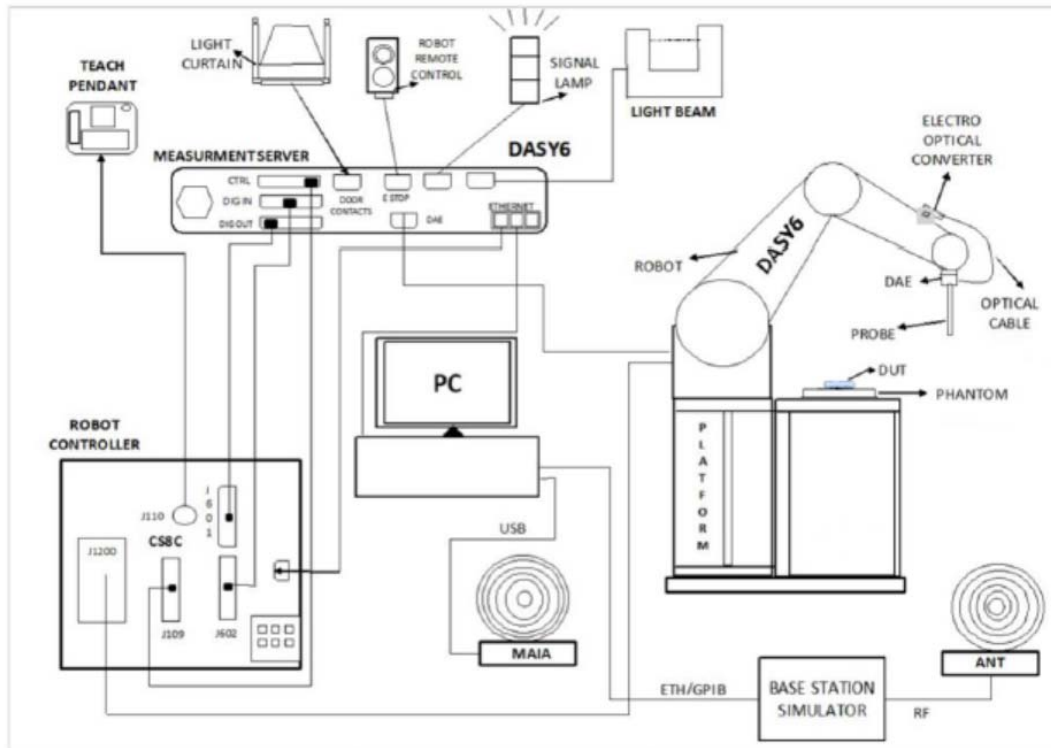 LIGHT
CURTAIN
ROBOT
REMOTE
CONTROL
SIGNAL
LAMP
LIGHT BEAM
TEACH
PENDANT
MEASURMENT SERVER
DASY6
CTRL
DIG IN
DIG OUT
DOOR
CONTACTS
E STOP
DAE
ETHERNET
ELECTRO
OPTICAL
CONVERTER
ROBOT
DASY6
DAE
OPTICAL
CABLE
PROBE
DUT
PHANTOM
PLATFORM
PC
ROBOT
CONTROLLER
J110
J601
CS8C
J1200
J109
J602
USB
MAIA
ETH/GPIB
BASE STATION
SIMULATOR
RF
ANT